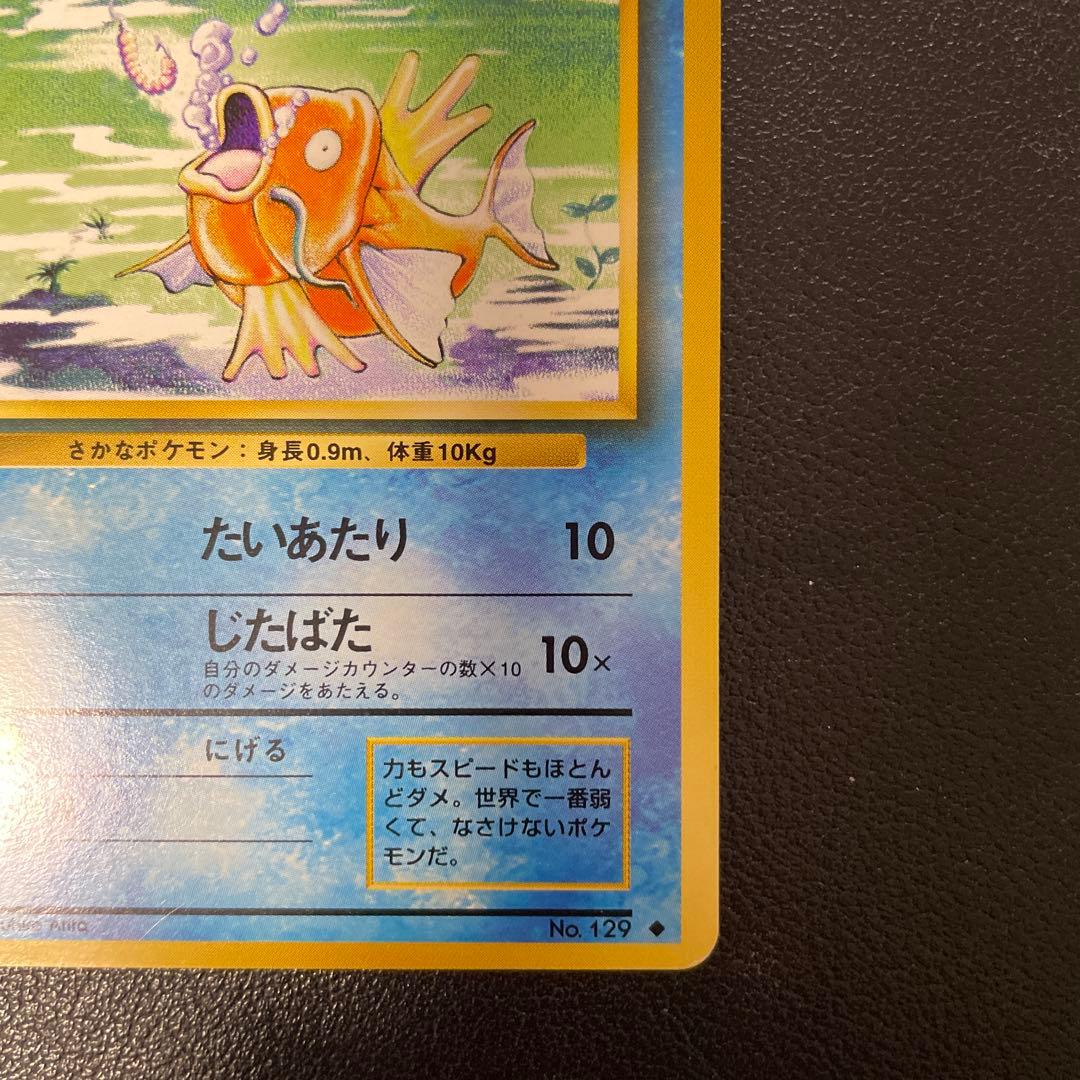 さかなポケモン：身長0.9m、体重10Kg
たいあたり 10
じたばた 10×
自分のダメージカウンターの数×10
のダメージをあたえる。
にげる
力もスピードもほとん
どダメ。世界で一番弱
くて、なさけないポケ
モンだ。
No. 129 ◆